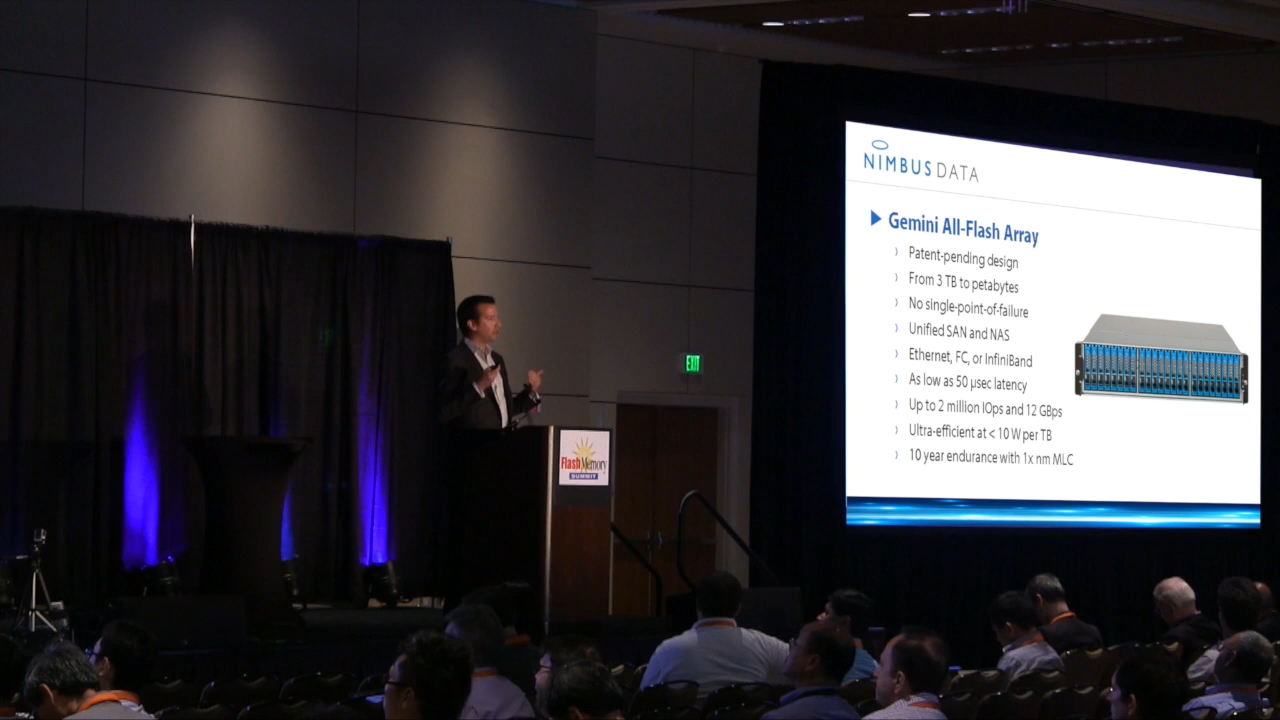 NIMBUS DATA
Gemini All-Flash Array
Patent-pending design
From 3 TB to petabytes
No single-point-of-failure
Unified SAN and NAS
Ethernet, FC, or InfiniBand
As low as 50 µsec latency
Up to 2 million IOps and 12 GBps
Ultra-efficient at < 10 W per TB
10 year endurance with 1x nm MLC
EXIT
FlashMemory
SUMMIT